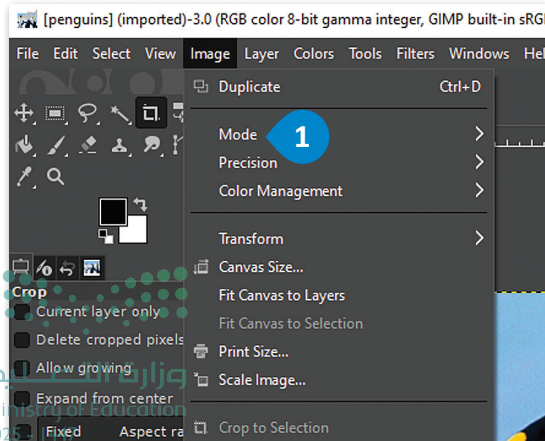 [penguins] (imported)-3.0 (RGB color 8-bit gamma integer, GIMP built-in sRG
File Edit Select View Image Layer Colors Tools Filters Windows Hel
Duplicate Ctrl+D
Mode 1
Precision
Color Management
Transform
Canvas Size...
Fit Canvas to Layers
Fit Canvas to Selection
Print Size...
Scale Image...
Crop to Selection
Crop
Current layer only
Delete cropped pixels
Allow growing
وزارة التعليم
Expand from center
Ministry of Education
Fixed Aspect ra